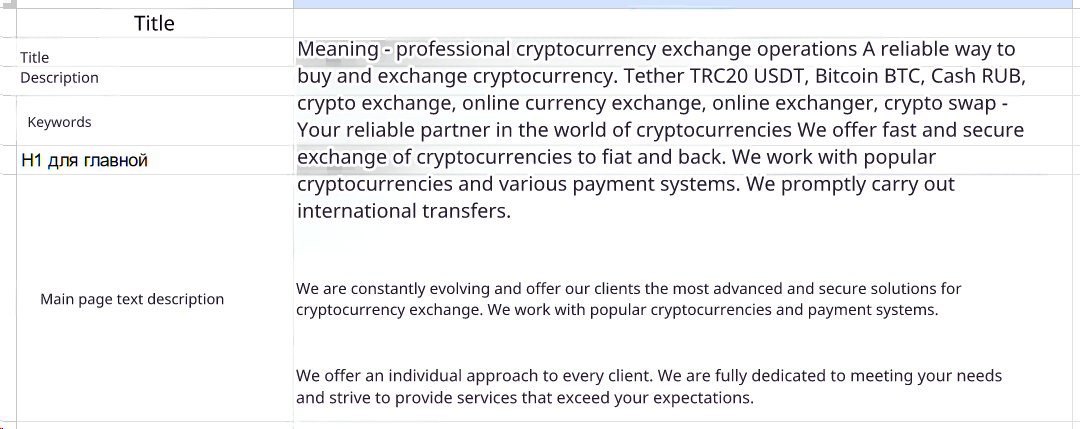 Title
Title
Description
Keywords
H1 для главной
Main page text description
Meaning - professional cryptocurrency exchange operations A reliable way to
buy and exchange cryptocurrency. Tether TRC20 USDT, Bitcoin BTC, Cash RUB,
crypto exchange, online currency exchange, online exchanger, crypto swap -
Your reliable partner in the world of cryptocurrencies We offer fast and secure
exchange of cryptocurrencies to fiat and back. We work with popular
cryptocurrencies and various payment systems. We promptly carry out
international transfers.
We are constantly evolving and offer our clients the most advanced and secure solutions for
cryptocurrency exchange. We work with popular cryptocurrencies and payment systems.
We offer an individual approach to every client. We are fully dedicated to meeting your needs
and strive to provide services that exceed your expectations.